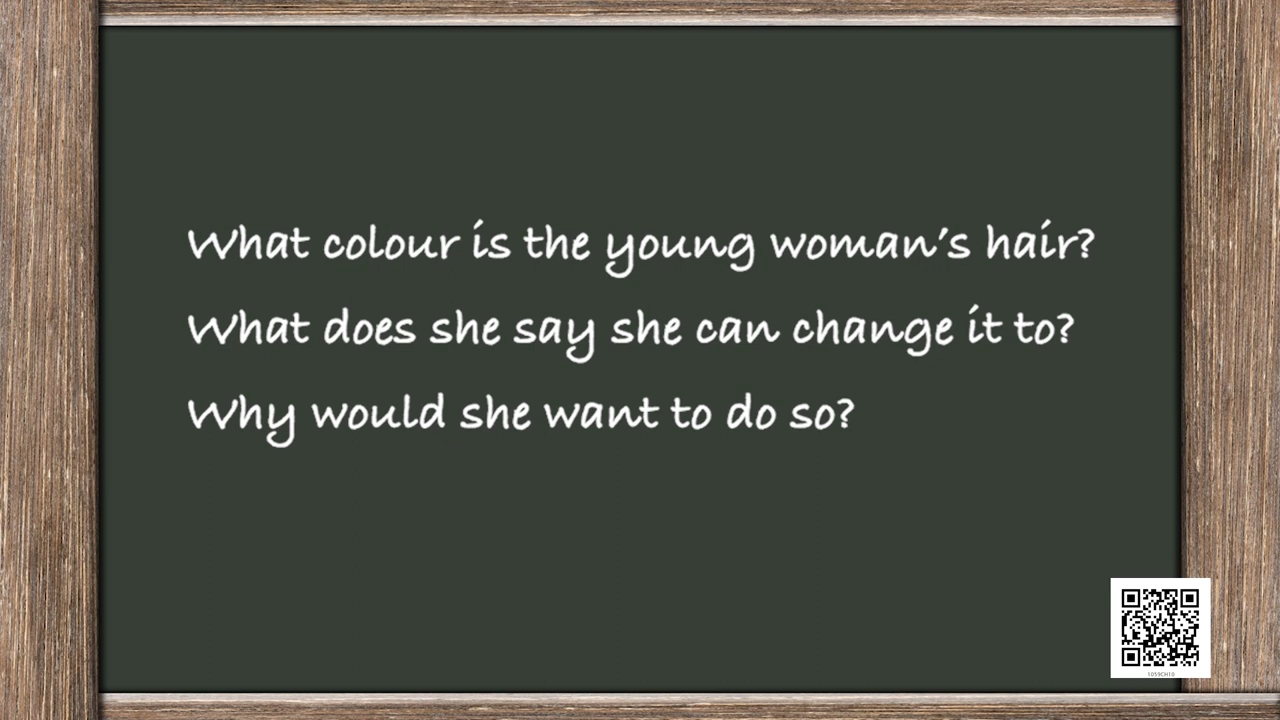 What colour is the young woman's hair?
What does she say she can change it to?
Why would she want to do so?
1059CH10